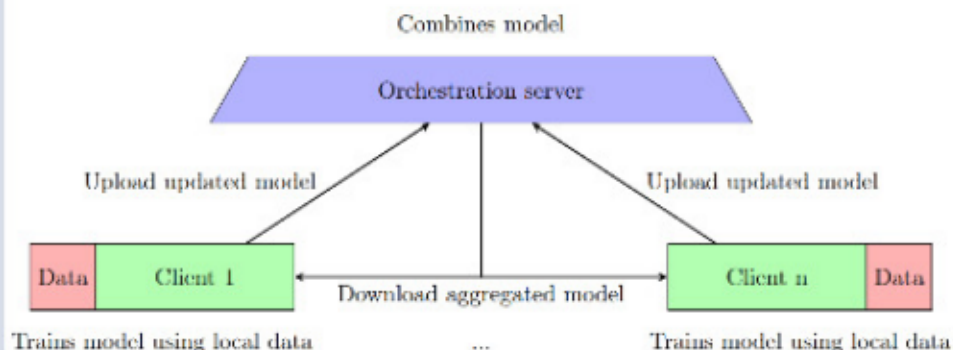 Combines model
Orchestration server
Upload updated model
Upload updated model
Data
Client 1
Client n
Data
Download aggregated model
Trains model using local data
...
Trains model using local data